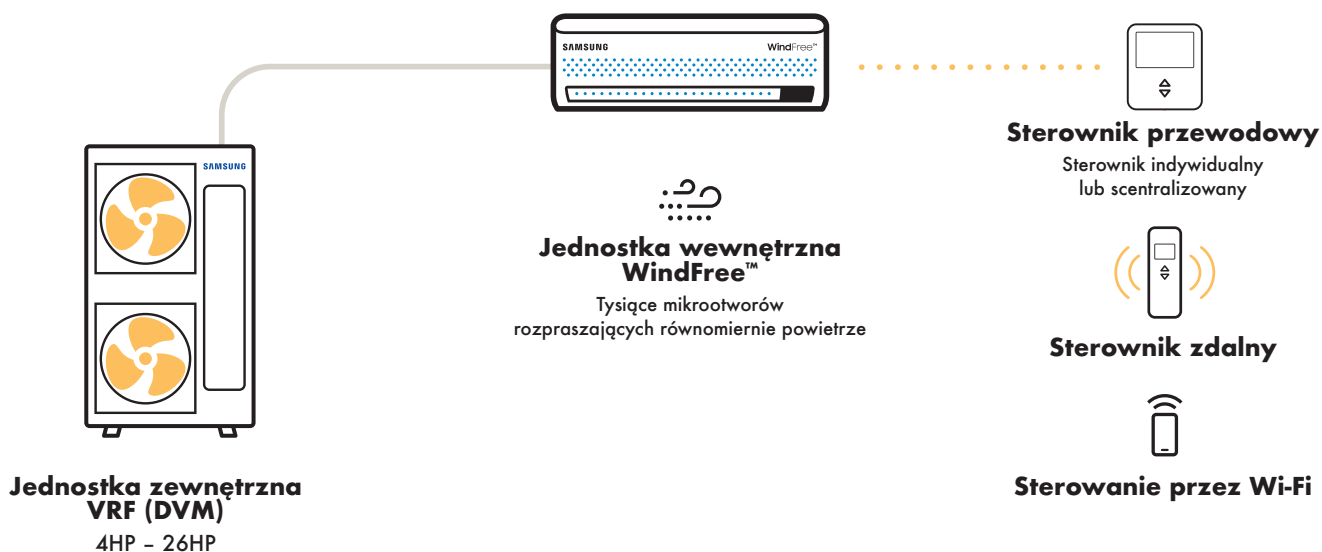 SAMSUNG
WindFree™
Sterownik przewodowy
Sterownik indywidualny
lub scentralizowany
SAMSUNG
Jednostka wewnętrzna
WindFree™
Tysiące mikrootworów
rozpraszających równomiernie powietrze
Sterownik zdalny
Sterowanie przez Wi-Fi
Jednostka zewnętrzna
VRF (DVM)
4HP – 26HP